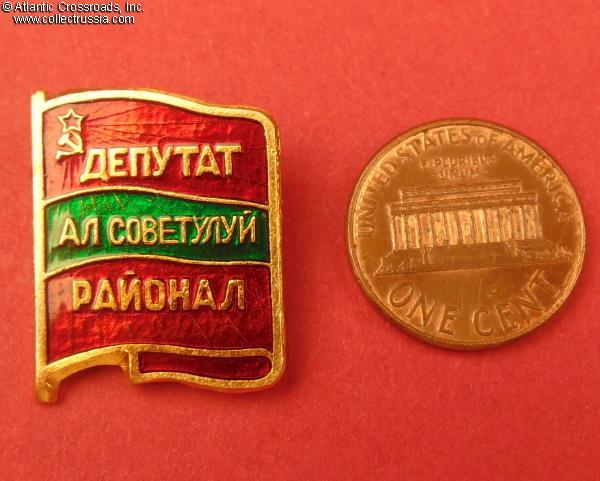 © Atlantic Crossroads, Inc.
www.collectrussia.com
ДЕПУТАТ
АЛ СОВЕТУЛУЙ
РАЙОНАЛ
UNITED STATES OF AMERICA
E·PLURIBUS
UNUM
ONE CENT